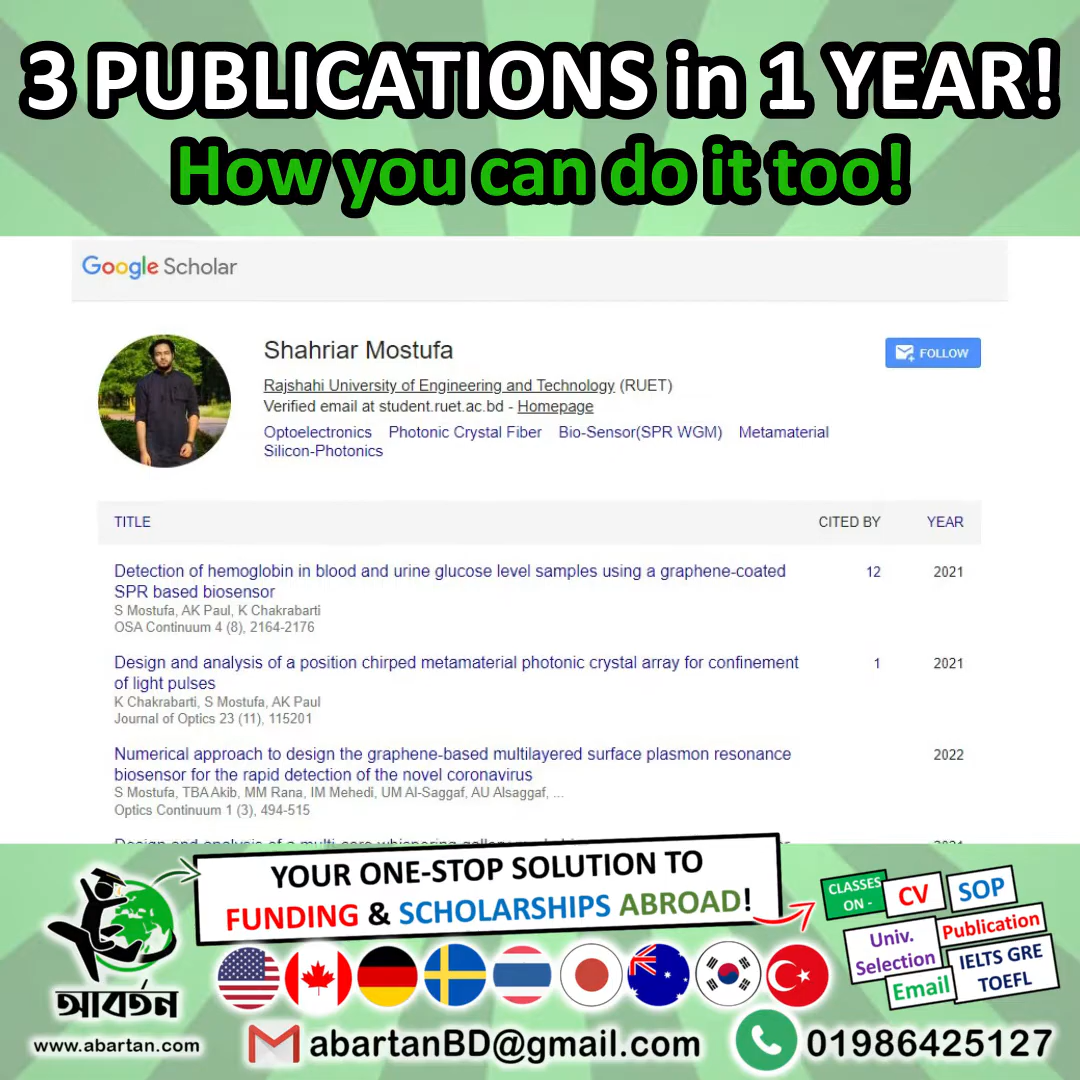 3 PUBLICATIONS in 1 YEAR!
How you can do it too!
Google Scholar
Shahriar Mostufa
FOLLOW
Rajshahi University of Engineering and Technology (RUET)
Verified email at student.ruet.ac.bd - Homepage
Optoelectronics Photonic Crystal Fiber Bio-Sensor(SPR WGM) Metamaterial
Silicon-Photonics
TITLE CITED BY YEAR
Detection of hemoglobin in blood and urine glucose level samples using a graphene-coated 12 2021
SPR based biosensor
S Mostufa, AK Paul, K Chakrabarti
OSA Continuum 4 (8), 2164-2176
Design and analysis of a position chirped metamaterial photonic crystal array for confinement 1 2021
of light pulses
K Chakrabarti, S Mostufa, AK Paul
Journal of Optics 23 (11), 115201
Numerical approach to design the graphene-based multilayered surface plasmon resonance 2022
biosensor for the rapid detection of the novel coronavirus
S Mostufa, TBA Akib, MM Rana, IM Mehedi, UM Al-Saggaf, AU Alsaggaf, ...
Optics Continuum 1 (3), 494-515
Design and analysis of a multi-core whispering gallery
YOUR ONE-STOP SOLUTION TO
FUNDING & SCHOLARSHIPS ABROAD!
CLASSES
ON -
CV
SOP
Univ.
Selection
Publication
Email
IELTS GRE
TOEFL
আবর্তন
www.abartan.com
abartanBD@gmail.com
01986425127